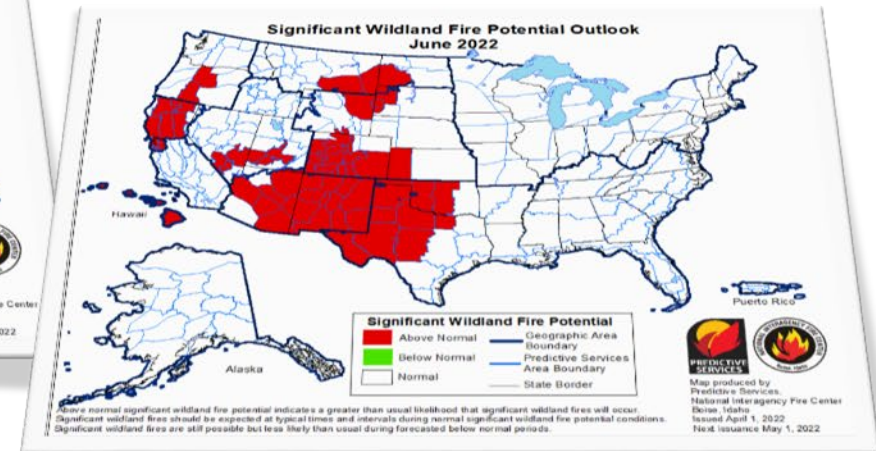 Significant Wildland Fire Potential Outlook
June 2022
Hawaii
Alaska
Puerto Rico
Significant Wildland Fire Potential
Above Normal
Below Normal
Normal
Geographic Area
Boundary
Predictive Services
Area Boundary
State Border
PREDICTIVE
SERVICES
NATIONAL INTERAGENCY FIRE CENTER
Map produced by
Predictive Services,
National Interagency Fire Center
Boise, Idaho
Issued April 1, 2022
Next issuance May 1, 2022
Above normal significant wildland fire potential indicates a greater than usual likelihood that significant wildland fires will occur.
Significant wildland fires should be expected at typical times and intervals during normal significant wildland fire potential conditions.
Significant wildland fires are still possible but less likely than usual during forecasted below normal periods.
e Center
022